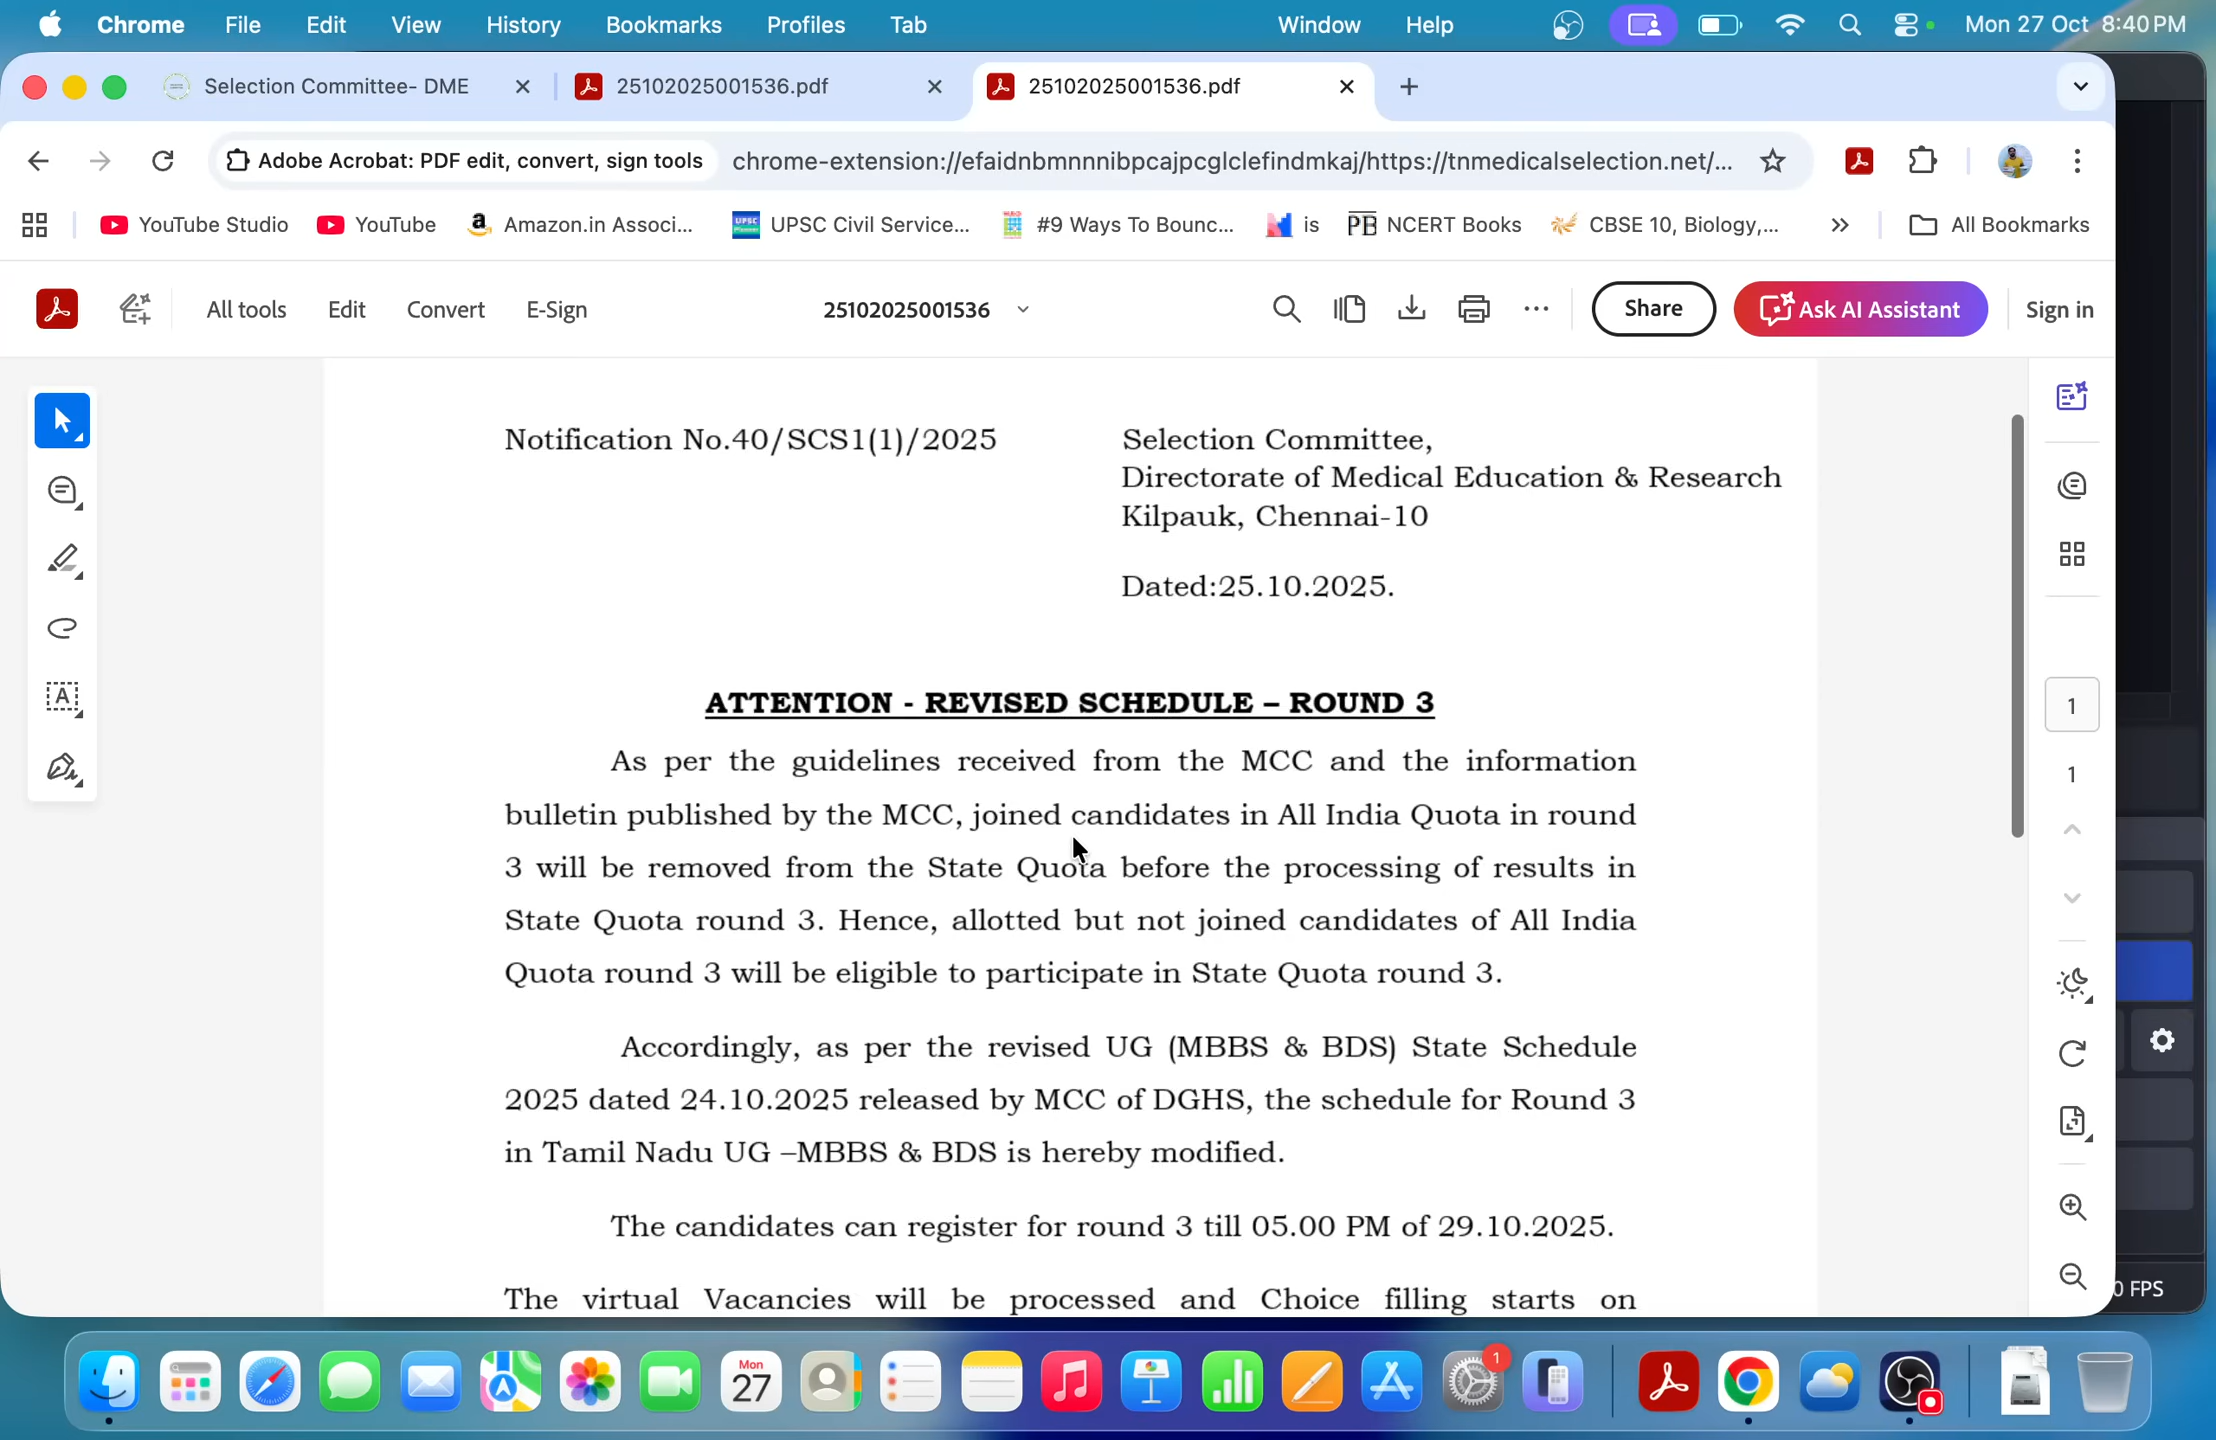 Chrome File Edit View History Bookmarks Profiles Tab Window Help Mon 27 Oct 8:40 PM
Selection Committee- DME 25102025001536.pdf 25102025001536.pdf
Adobe Acrobat: PDF edit, convert, sign tools chrome-extension://efaidnbmnnnibpcajpcglclefindmkaj/https://tnmedicalselection.net/...
YouTube Studio YouTube Amazon.in Associ... UPSC Civil Service... #9 Ways To Bounc... is NCERT Books CBSE 10, Biology,... All Bookmarks
All tools Edit Convert E-Sign 25102025001536 Share Ask AI Assistant Sign in
Notification No.40/SCS1(1)/2025 Selection Committee,
Directorate of Medical Education & Research
Kilpauk, Chennai-10
Dated:25.10.2025.
ATTENTION - REVISED SCHEDULE – ROUND 3
As per the guidelines received from the MCC and the information
bulletin published by the MCC, joined candidates in All India Quota in round
3 will be removed from the State Quota before the processing of results in
State Quota round 3. Hence, allotted but not joined candidates of All India
Quota round 3 will be eligible to participate in State Quota round 3.
Accordingly, as per the revised UG (MBBS & BDS) State Schedule
2025 dated 24.10.2025 released by MCC of DGHS, the schedule for Round 3
in Tamil Nadu UG –MBBS & BDS is hereby modified.
The candidates can register for round 3 till 05.00 PM of 29.10.2025.
The virtual Vacancies will be processed and Choice filling starts on
1
1
0 FPS
Mon
27
1